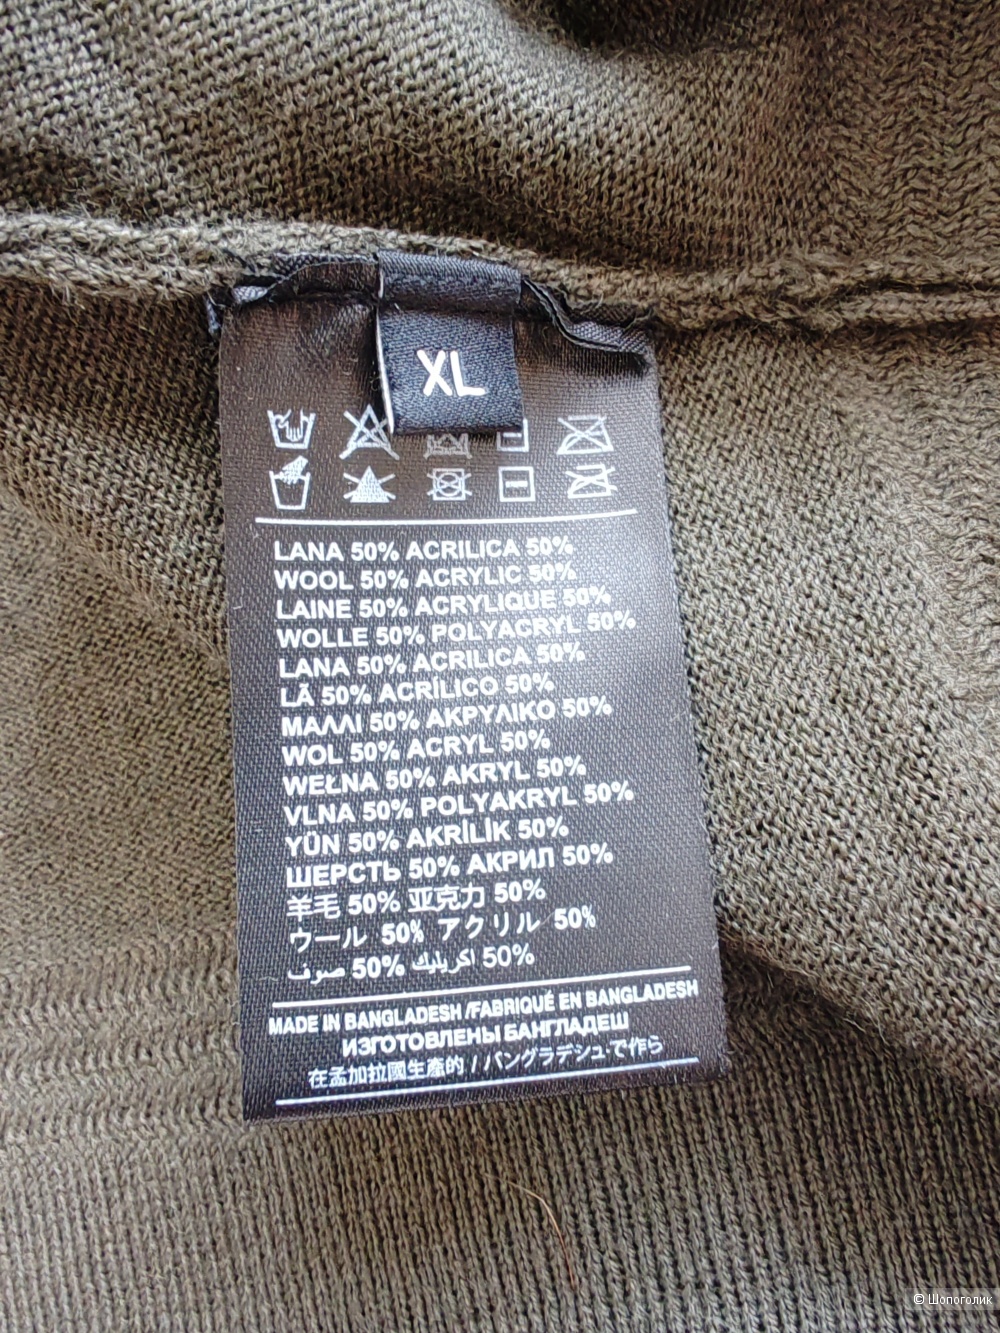 XL
LANA 50% ACRILICA 50%
WOOL 50% ACRYLIC 50%
LAINE 50% ACRYLIQUE 50%
WOLLE 50% POLYACRYL 50%
LANA 50% ACRILICA 50%
LÃ 50% ACRÍLICO 50%
ΜΑΛΛΙ 50% ΑΚΡΥΛΙΚΟ 50%
WOL 50% ACRYL 50%
WEŁNA 50% AKRYL 50%
VLNA 50% POLYAKRYL 50%
YÜN 50% AKRİLİK 50%
ШЕРСТЬ 50% АКРИЛ 50%
羊毛 50% 亚克力 50%
ウール 50% アクリル 50%
صوف 50% اكريليك 50%
MADE IN BANGLADESH /FABRIQUÉ EN BANGLADESH
ИЗГОТОВЛЕНЫ БАНГЛАДЕШ
在孟加拉國生產的 / バングラデシュで作ら
© Шопоголик